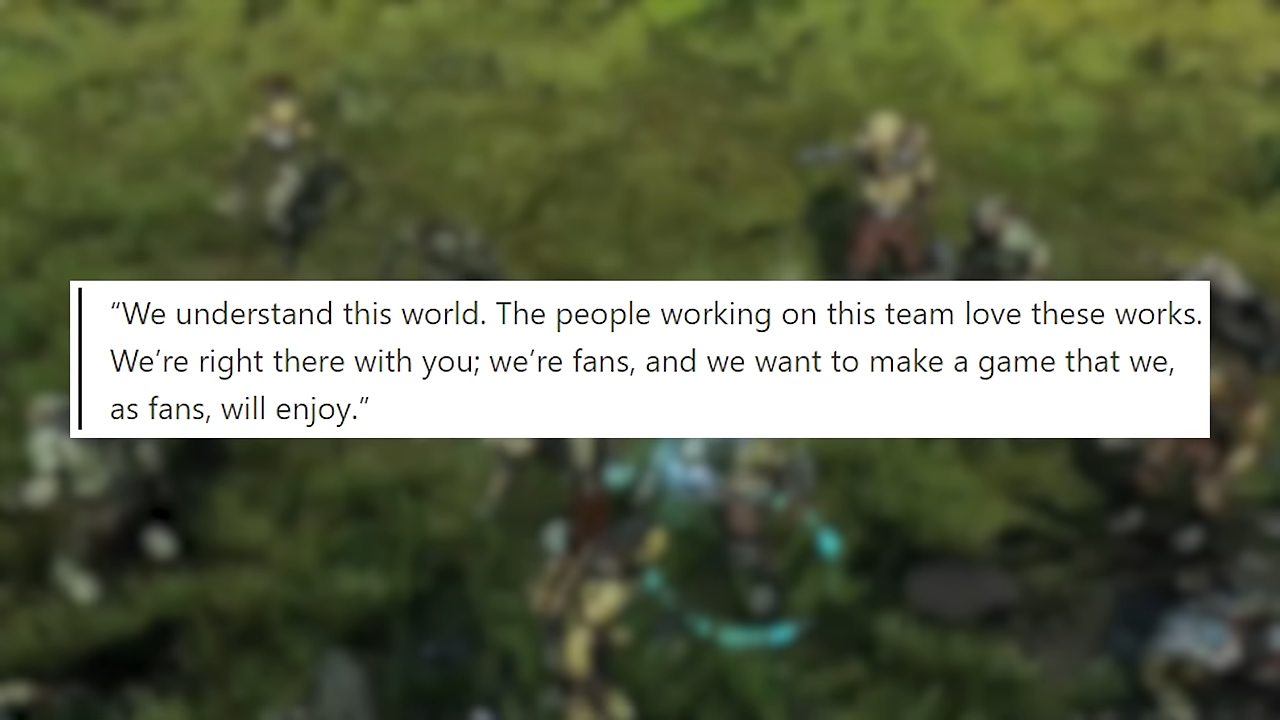 “We understand this world. The people working on this team love these works.
We’re right there with you; we’re fans, and we want to make a game that we,
as fans, will enjoy.”